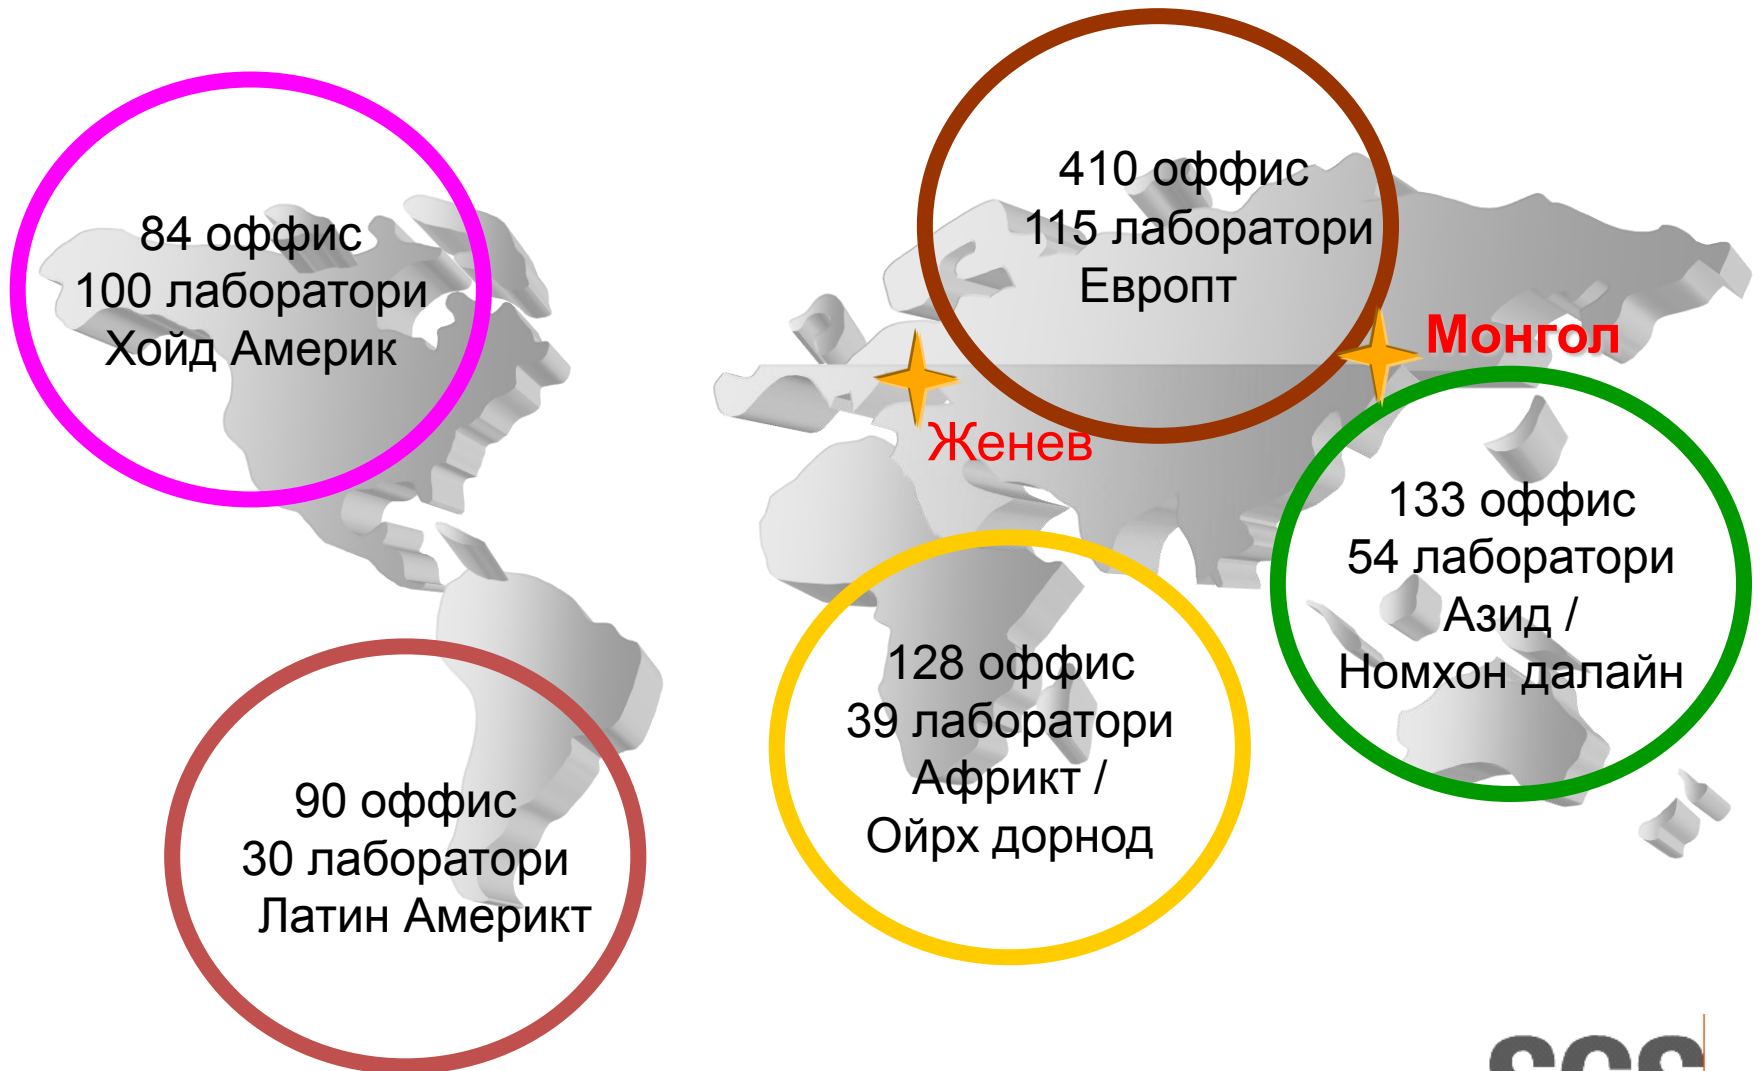 84 оффис
100 лаборатори
Хойд Америк
410 оффис
115 лаборатори
Европт
Монгол
Женев
133 оффис
54 лаборатори
Азид /
Номхон далайн
128 оффис
39 лаборатори
Африкт /
Ойрх дорнод
90 оффис
30 лаборатори
Латин Америкт
SGS